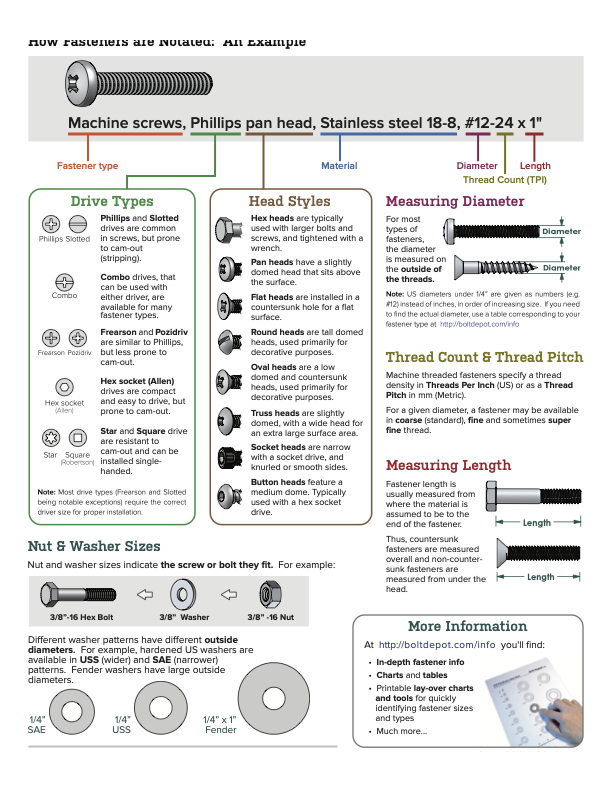 How Fasteners are Notated: An Example
Machine screws, Phillips pan head, Stainless steel 18-8, #12-24 x 1"
Fastener type
Material
Diameter
Length
Thread Count (TPI)
Drive Types
Phillips Slotted
Phillips and Slotted
drives are common
in screws, but prone
to cam-out
(stripping).
Combo
Combo drives, that
can be used with
either driver, are
available for many
fastener types.
Frearson Pozidriv
Frearson and Pozidriv
are similar to Phillips,
but less prone to
cam-out.
Hex socket
(Allen)
Hex socket (Allen)
drives are compact
and easy to drive, but
prone to cam-out.
Star Square
(Robertson)
Star and Square drive
are resistant to
cam-out and can be
installed single-
handed.
Note: Most drive types (Frearson and Slotted
being notable exceptions) require the correct
driver size for proper installation.
Head Styles
Hex heads are typically
used with larger bolts and
screws, and tightened with a
wrench.
Pan heads have a slightly
domed head that sits above
the surface.
Flat heads are installed in a
countersunk hole for a flat
surface.
Round heads are tall domed
heads, used primarily for
decorative purposes.
Oval heads are a low
domed and countersunk
heads, used primarily for
decorative purposes.
Truss heads are slightly
domed, with a wide head for
an extra large surface area.
Socket heads are narrow
with a socket drive, and
knurled or smooth sides.
Button heads feature a
medium dome. Typically
used with a hex socket
drive.
Measuring Diameter
For most
types of
fasteners,
the diameter
is measured on
the outside of
the threads.
Diameter
Diameter
Note: US diameters under 1/4" are given as numbers (e.g.
#12) instead of inches, in order of increasing size. If you need
to find the actual diameter, use a table corresponding to your
fastener type at http://boltdepot.com/info
Thread Count & Thread Pitch
Machine threaded fasteners specify a thread
density in Threads Per Inch (US) or as a Thread
Pitch in mm (Metric).
For a given diameter, a fastener may be available
in coarse (standard), fine and sometimes super
fine thread.
Measuring Length
Fastener length is
usually measured from
where the material is
assumed to be to the
end of the fastener.
Length
Thus, countersunk
fasteners are measured
overall and non-counter-
sunk fasteners are
measured from under the
head.
Length
Nut & Washer Sizes
Nut and washer sizes indicate the screw or bolt they fit. For example:
3/8"-16 Hex Bolt
3/8" Washer
3/8" -16 Nut
Different washer patterns have different outside
diameters. For example, hardened US washers are
available in USS (wider) and SAE (narrower)
patterns. Fender washers have large outside
diameters.
1/4"
SAE
1/4"
USS
1/4" x 1"
Fender
More Information
At http://boltdepot.com/info you'll find:
• In-depth fastener info
• Charts and tables
• Printable lay-over charts
and tools for quickly
identifying fastener sizes
and types
• Much more...